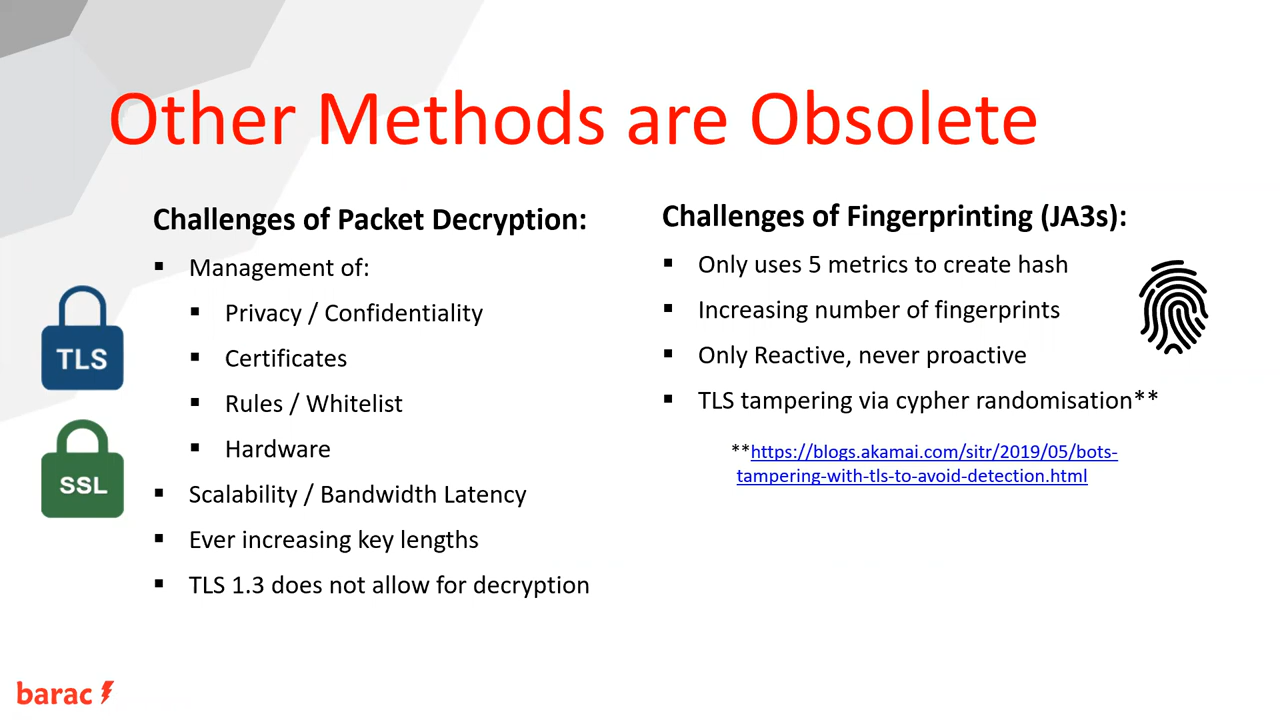 Other Methods are Obsolete
Challenges of Packet Decryption:
▪ Management of:
▪ Privacy / Confidentiality
▪ Certificates
▪ Rules / Whitelist
▪ Hardware
▪ Scalability / Bandwidth Latency
▪ Ever increasing key lengths
▪ TLS 1.3 does not allow for decryption
TLS
SSL
Challenges of Fingerprinting (JA3s):
▪ Only uses 5 metrics to create hash
▪ Increasing number of fingerprints
▪ Only Reactive, never proactive
▪ TLS tampering via cypher randomisation**
**https://blogs.akamai.com/sitr/2019/05/bots-
tampering-with-tls-to-avoid-detection.html
barac